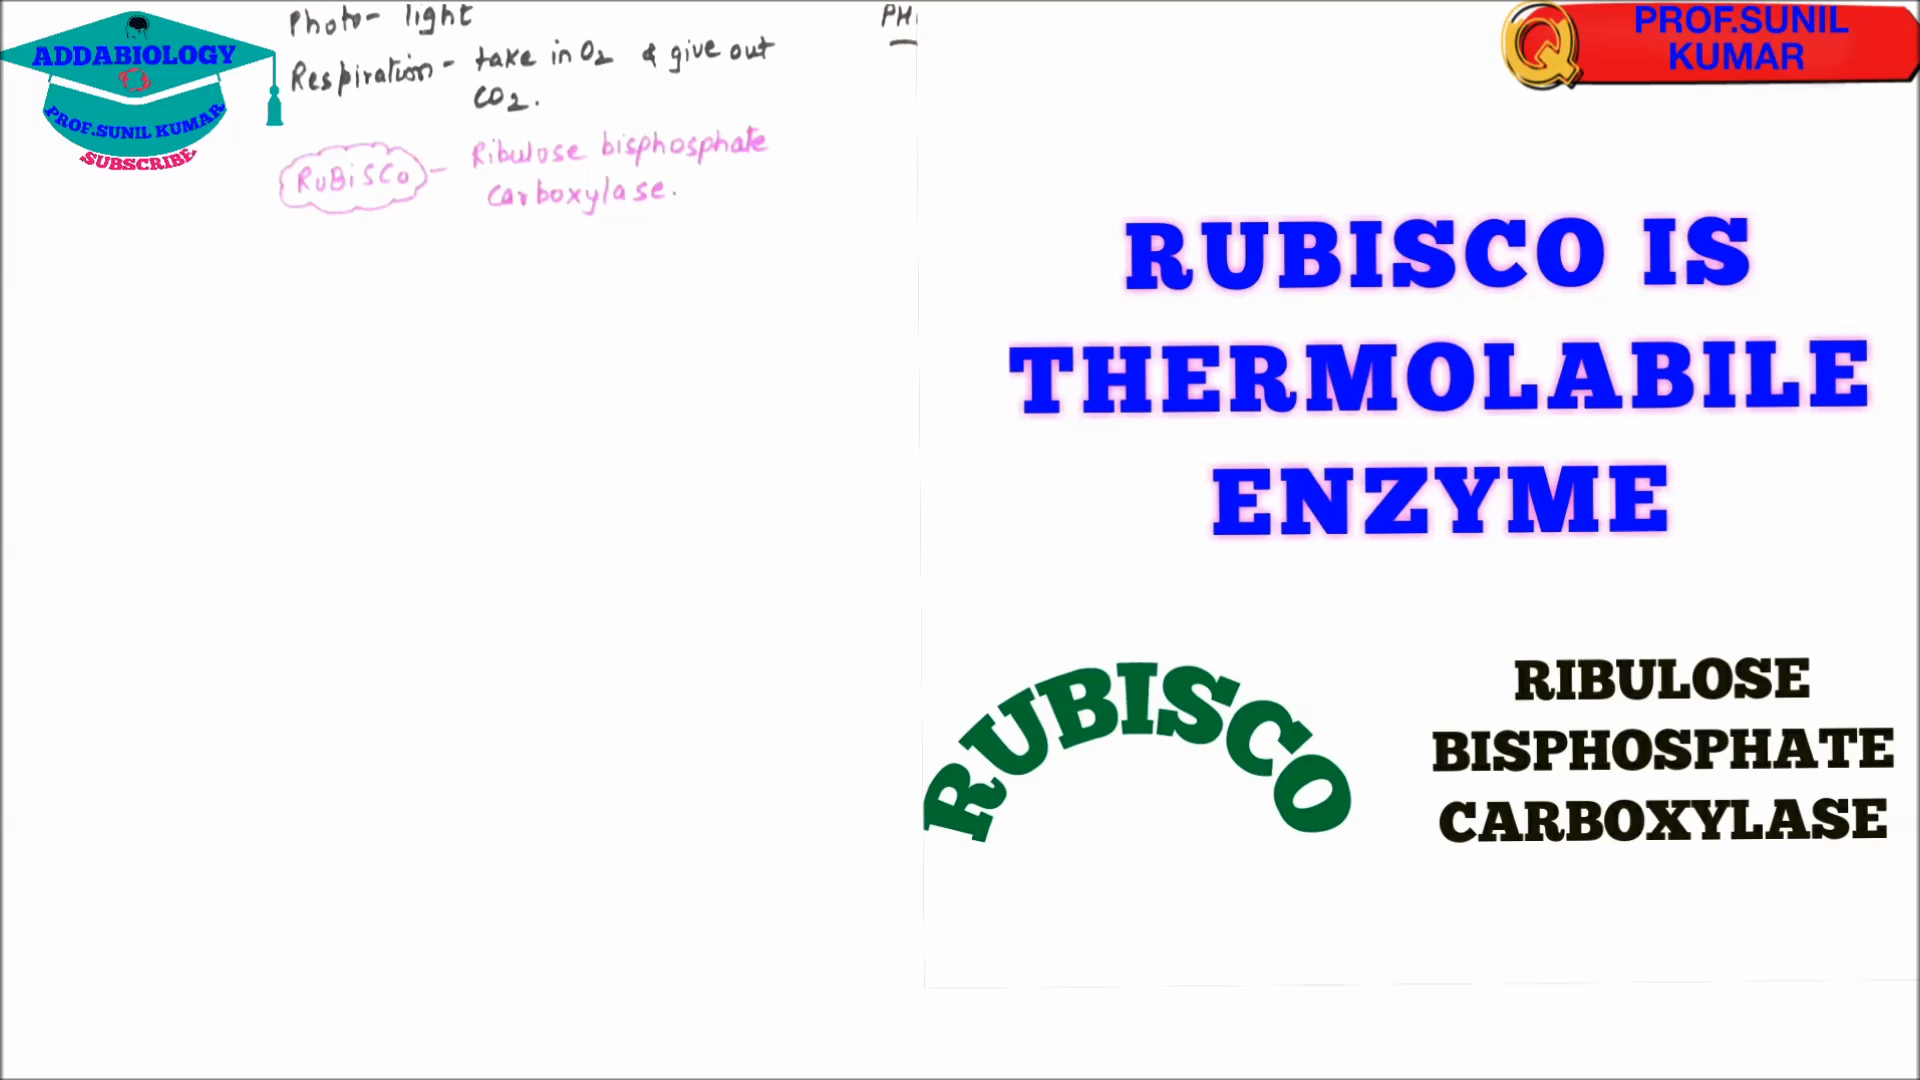 ADDABIOLOGY
PROF.SUNIL KUMAR
SUBSCRIBE
Photo- light
Respiration- take in O2 & give out
CO2.
RuBisCo - Ribulose bisphosphate
carboxylase.
PH
PROF.SUNIL
KUMAR
RUBISCO IS
THERMOLABILE
ENZYME
RUBISCO
RIBULOSE
BISPHOSPHATE
CARBOXYLASE